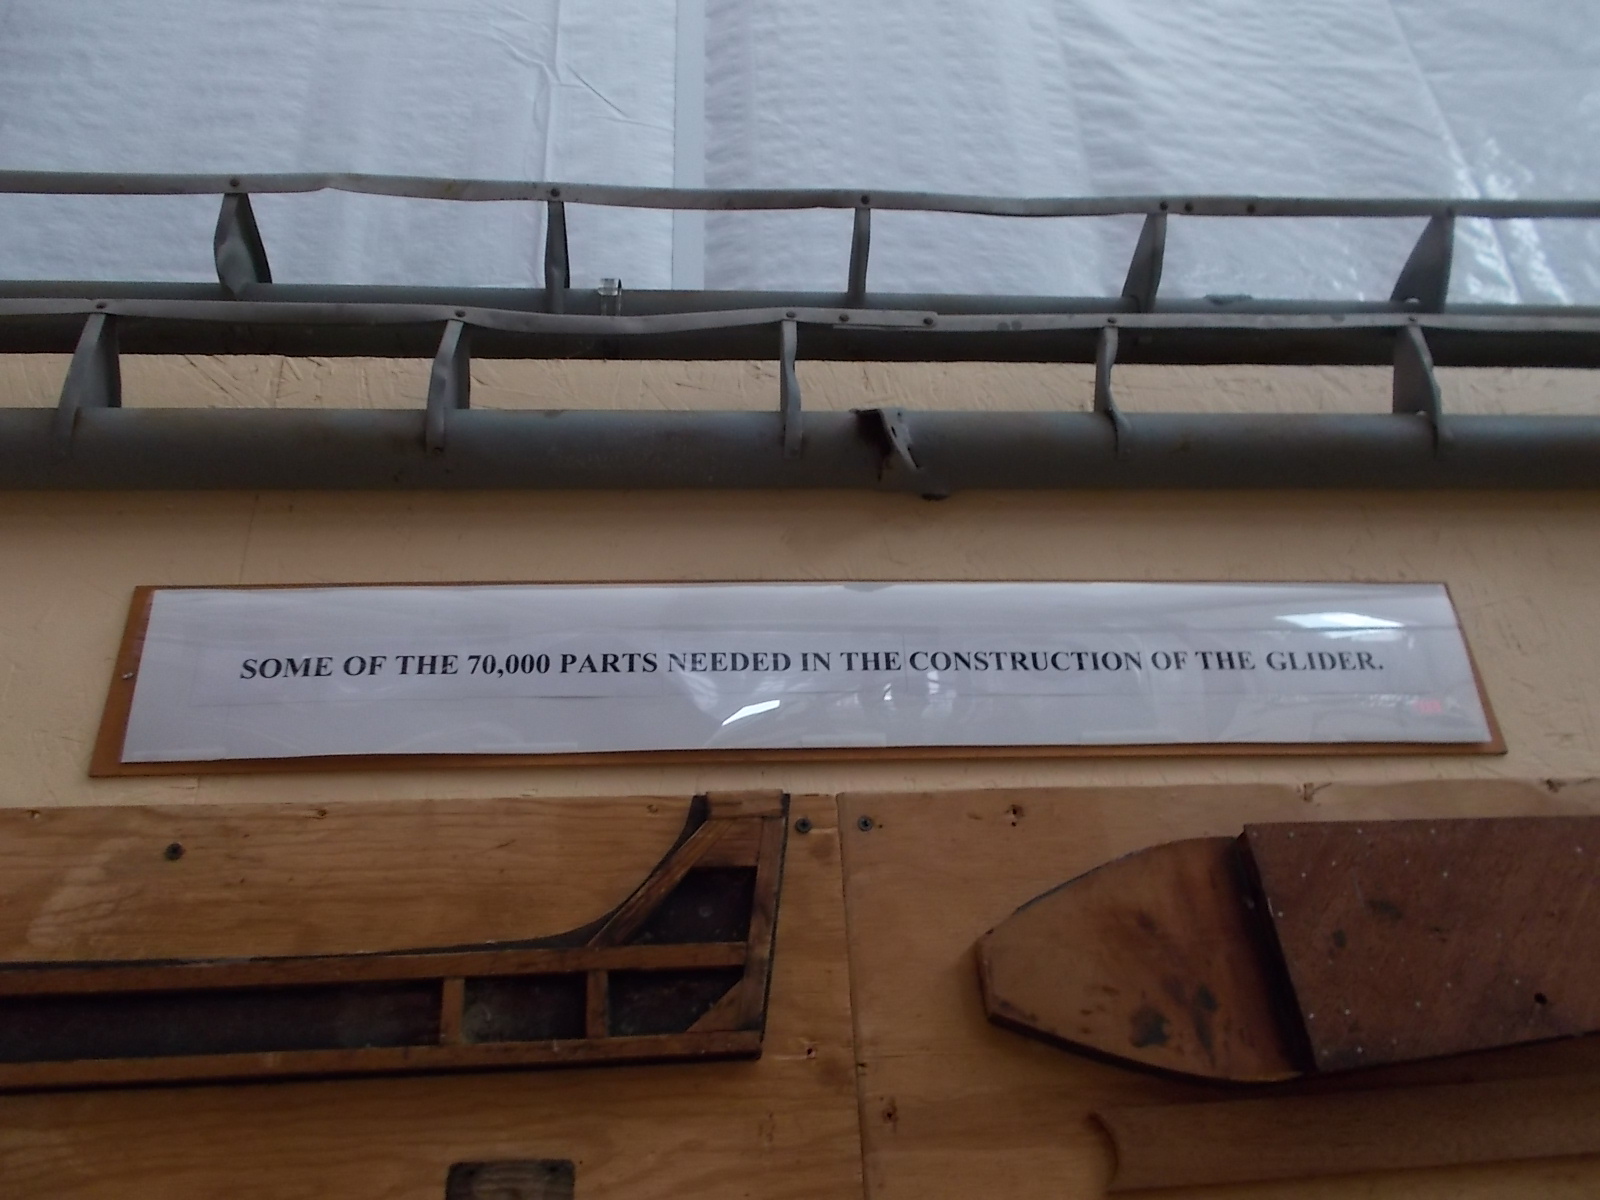 SOME OF THE 70,000 PARTS NEEDED IN THE CONSTRUCTION OF THE GLIDER.